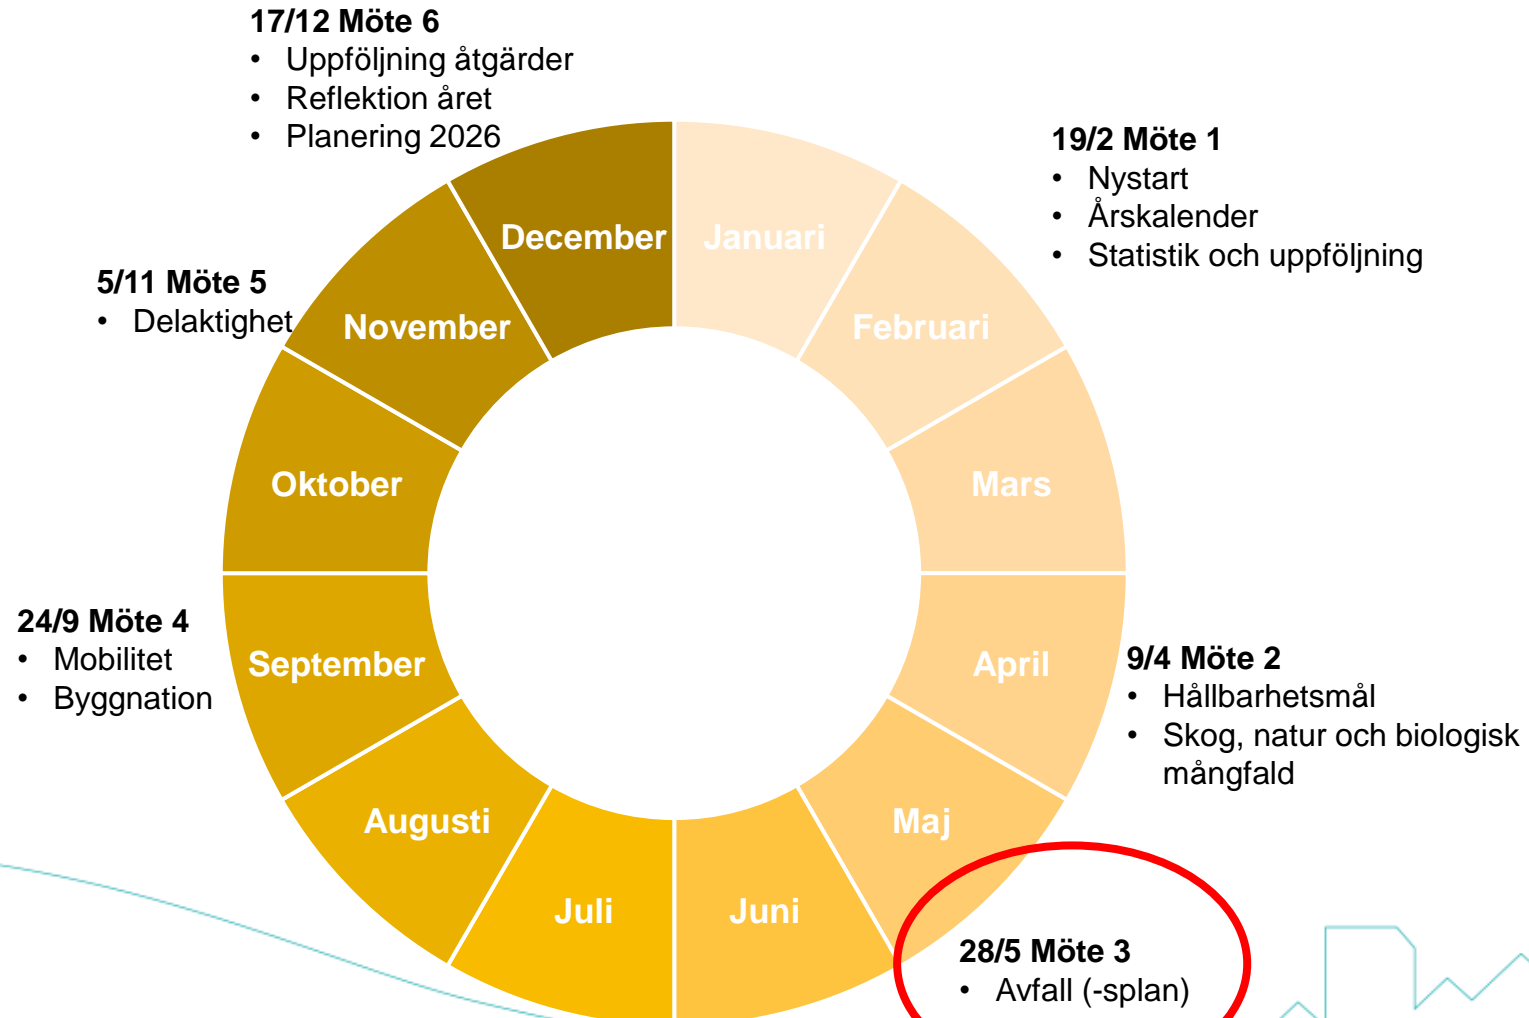 17/12 Möte 6
• Uppföljning åtgärder
• Reflektion året
• Planering 2026
19/2 Möte 1
• Nystart
• Årskalender
• Statistik och uppföljning
December
Januari
5/11 Möte 5
• Delaktighet
November
Februari
Oktober
Mars
24/9 Möte 4
• Mobilitet
• Byggnation
September
April
9/4 Möte 2
• Hållbarhetsmål
• Skog, natur och biologisk
mångfald
Augusti
Maj
Juli
Juni
28/5 Möte 3
• Avfall (-splan)